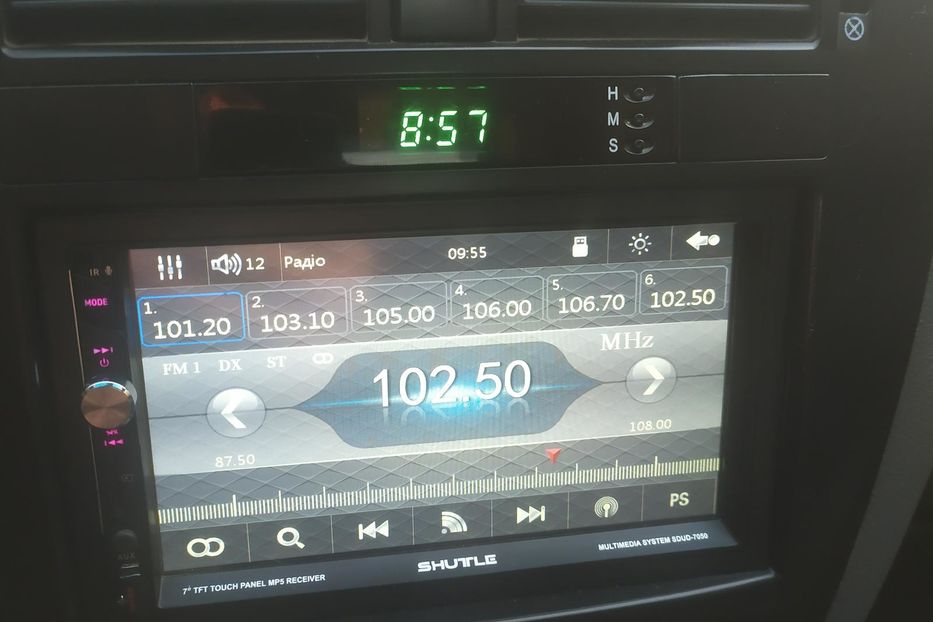 H
8:57
M
S
IR
MODE
12 Радіо 09:55
1. 2. 3. 4. 5. 6.
101.20 103.10 105.00 106.00 106.70 102.50
FM 1 DX ST MHz
102.50
87.50 108.00
PS
AUX
SHUTTLE
7" TFT TOUCH PANEL MP5 RECEIVER MULTIMEDIA SYSTEM SDUD-7050